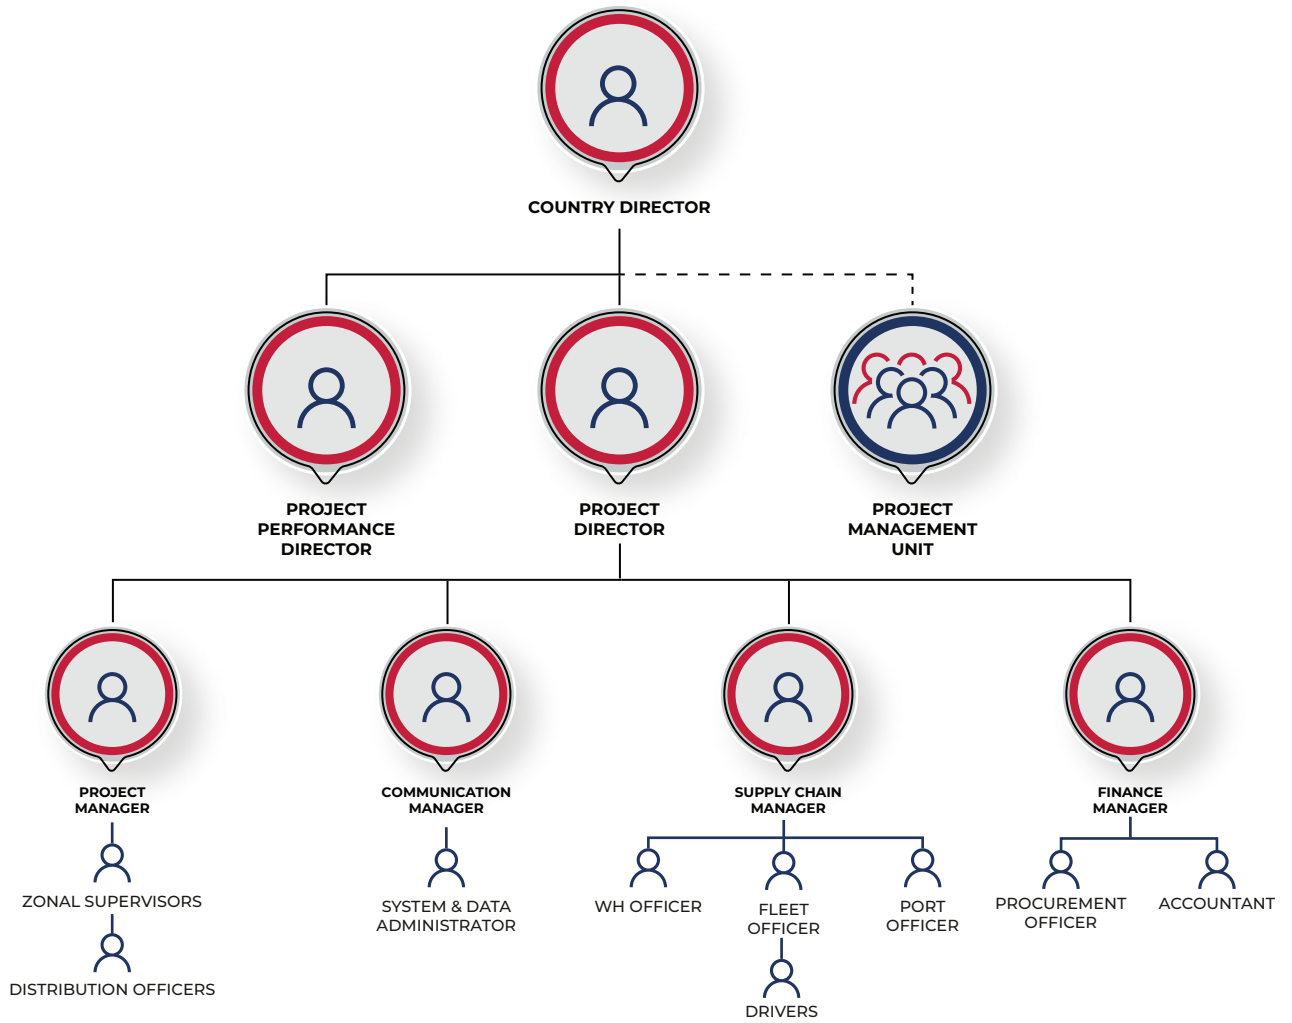 COUNTRY DIRECTOR
PROJECT
PERFORMANCE
DIRECTOR
PROJECT
DIRECTOR
PROJECT
MANAGEMENT
UNIT
PROJECT
MANAGER
COMMUNICATION
MANAGER
SUPPLY CHAIN
MANAGER
FINANCE
MANAGER
ZONAL SUPERVISORS
DISTRIBUTION OFFICERS
SYSTEM & DATA
ADMINISTRATOR
WH OFFICER
FLEET
OFFICER
DRIVERS
PORT
OFFICER
PROCUREMENT
OFFICER
ACCOUNTANT